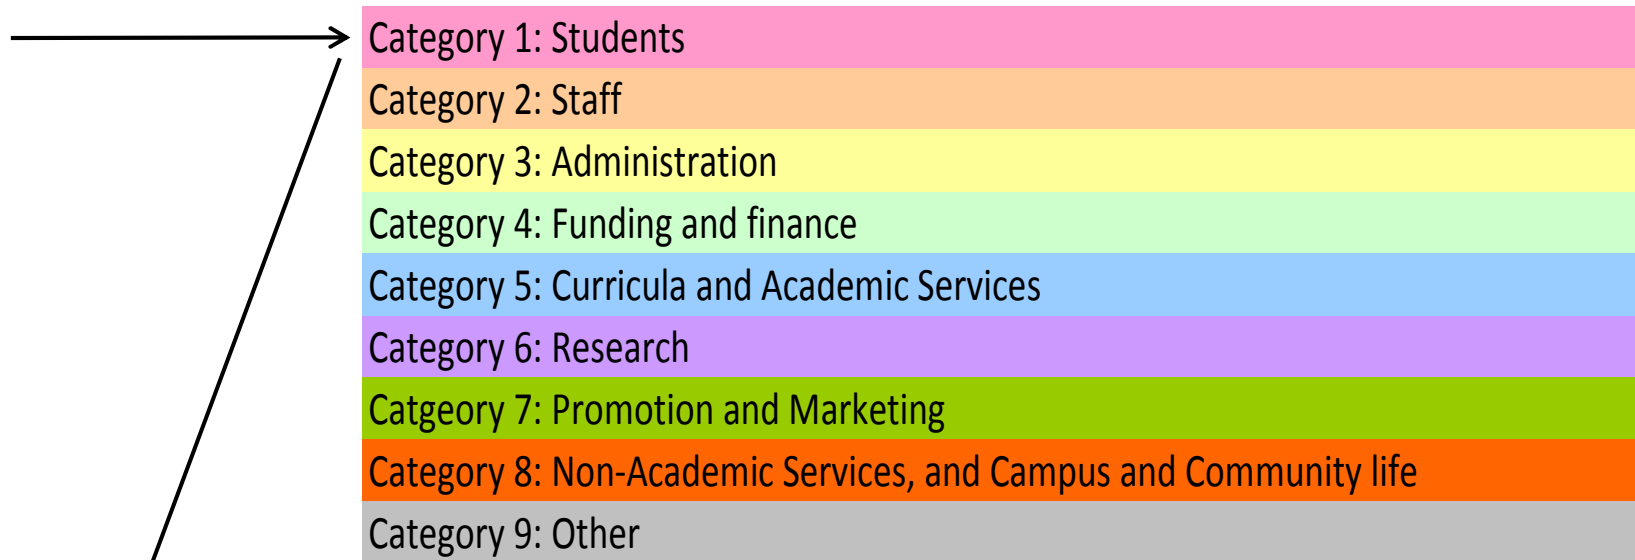 Category 1: Students
Category 2: Staff
Category 3: Administration
Category 4: Funding and finance
Category 5: Curricula and Academic Services
Category 6: Research
Catgeory 7: Promotion and Marketing
Category 8: Non-Academic Services, and Campus and Community life
Category 9: Other